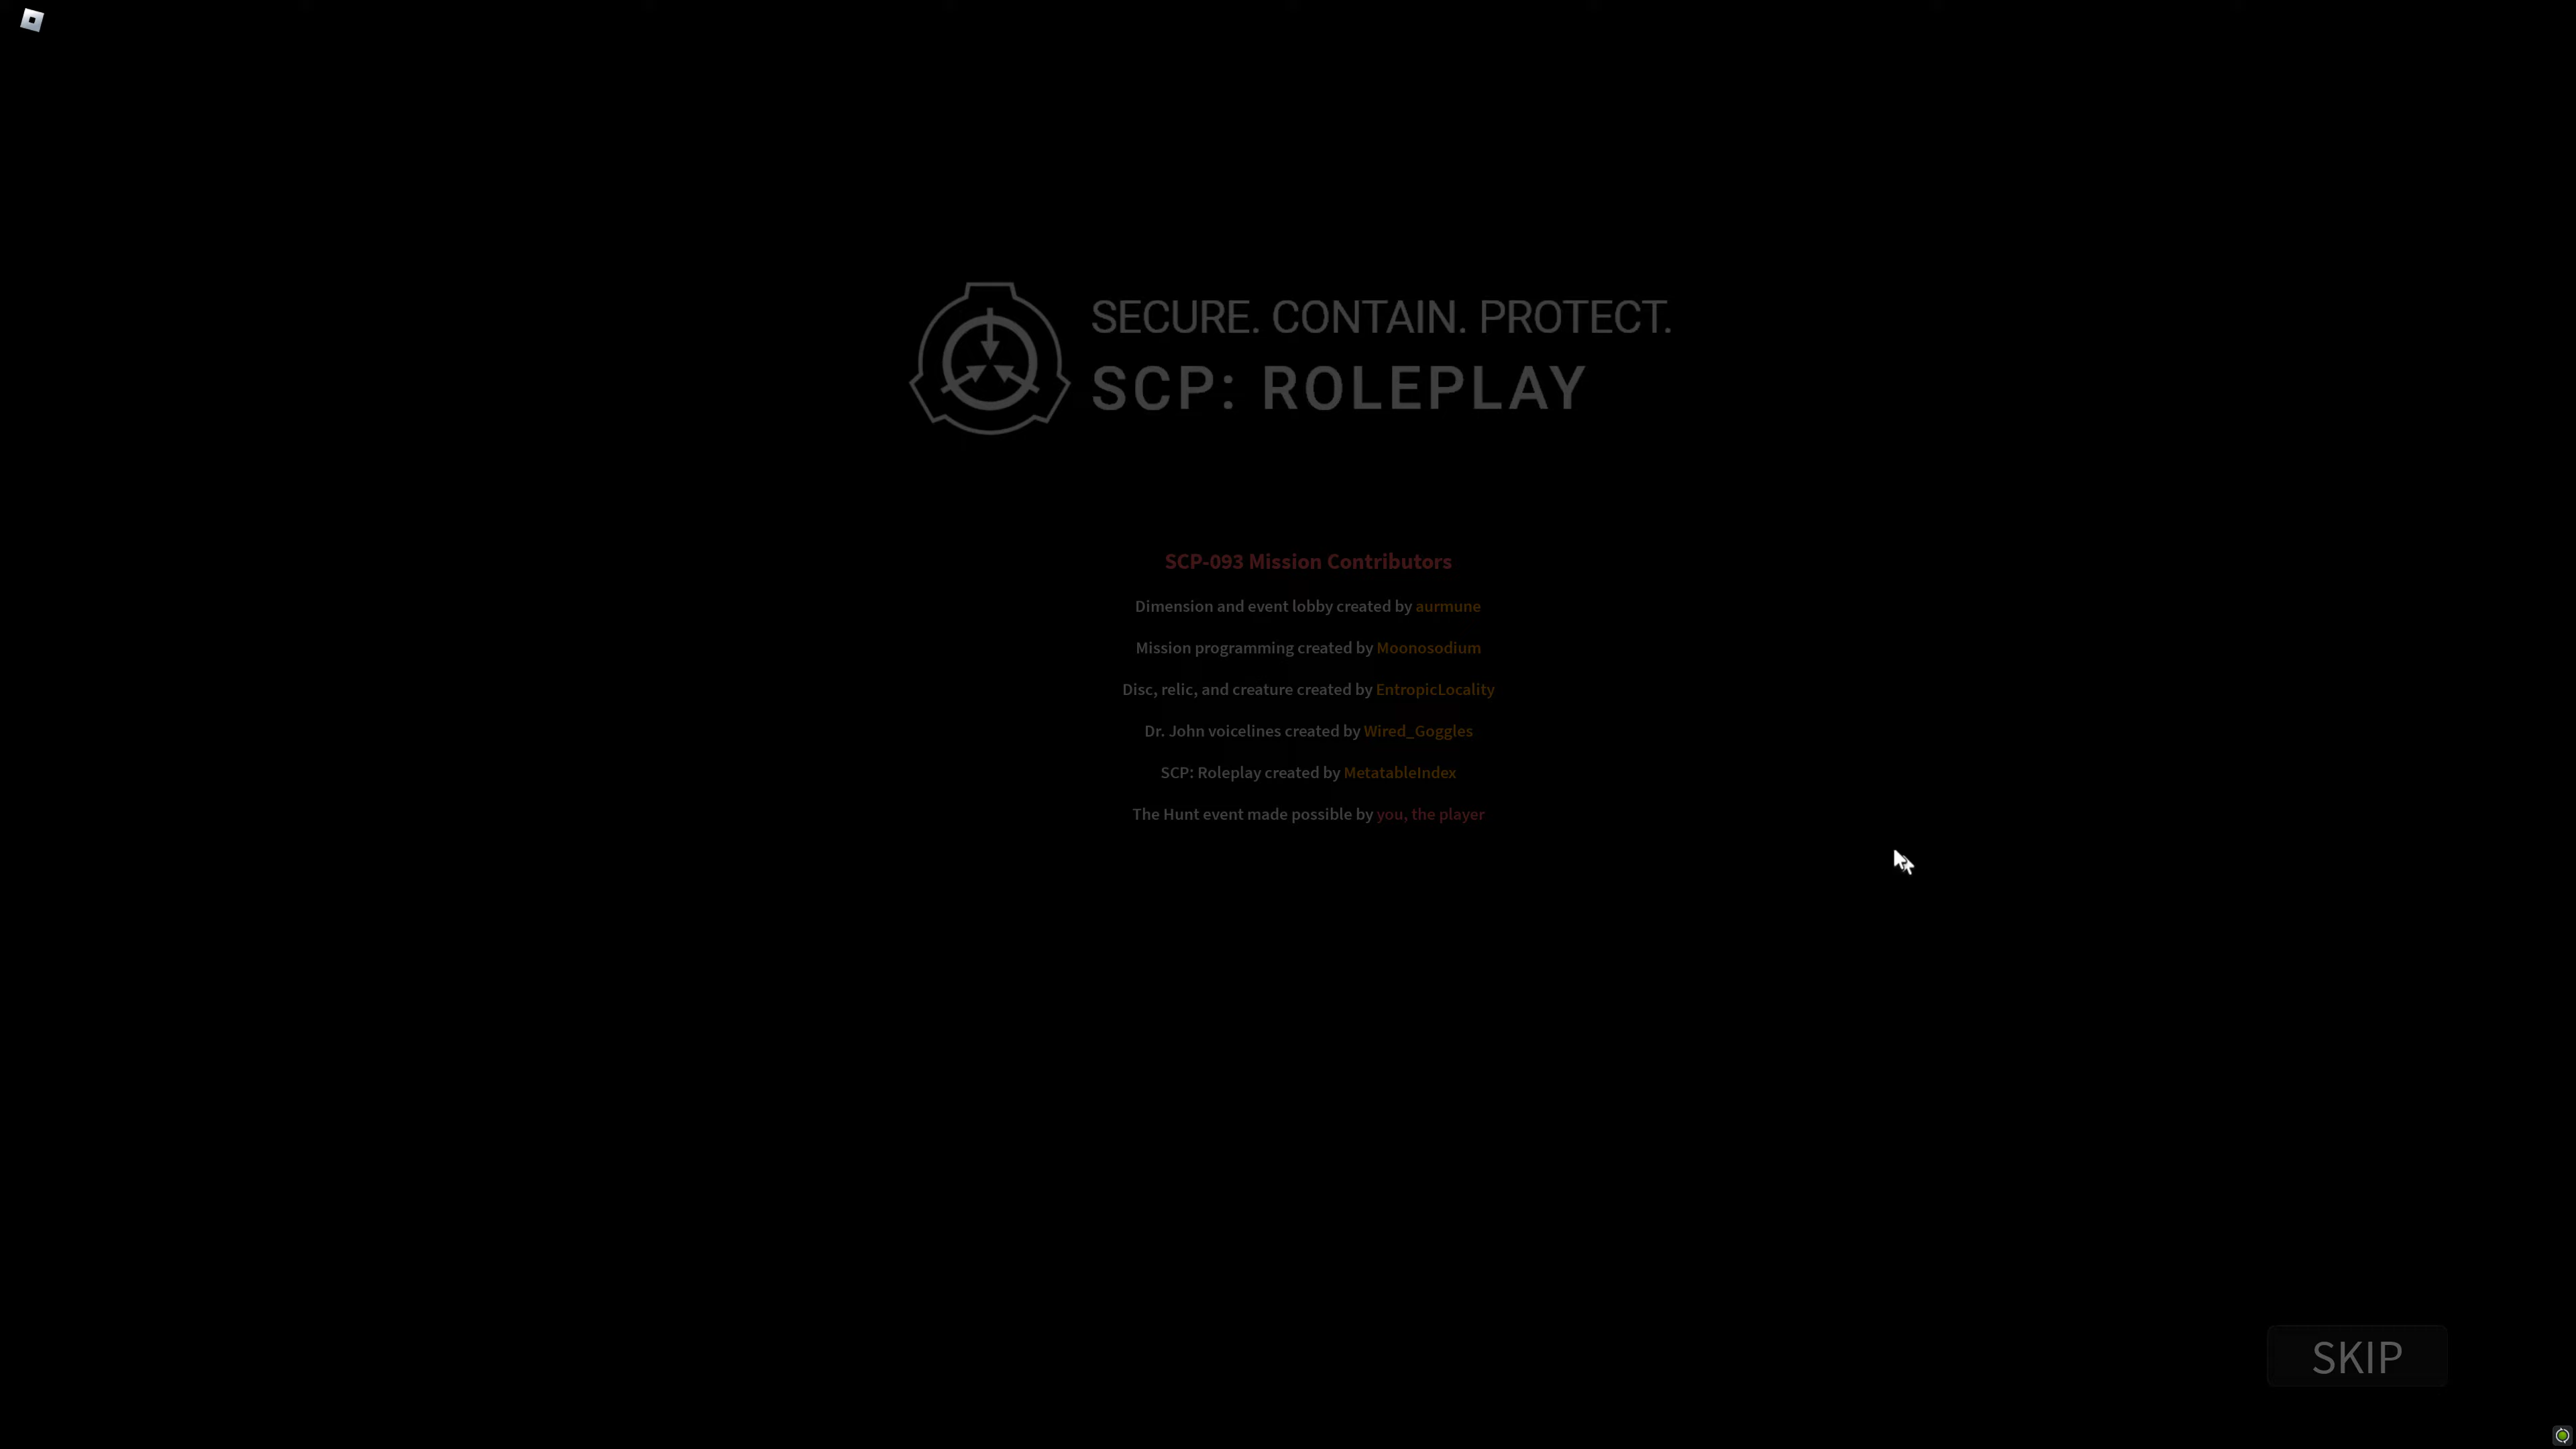 SECURE. CONTAIN. PROTECT.
SCP: ROLEPLAY
SCP-093 Mission Contributors
Dimension and event lobby created by aurmune
Mission programming created by Moonosodium
Disc, relic, and creature created by EntropicLocality
Dr. John voicelines created by Wired_Goggles
SCP: Roleplay created by MetatableIndex
The Hunt event made possible by you, the player
SKIP